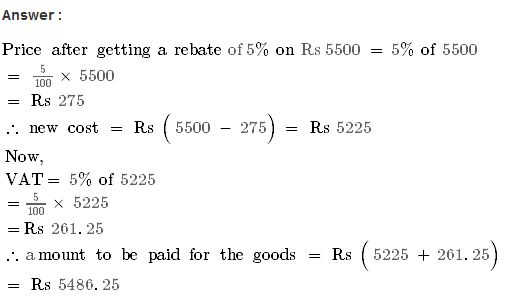 Answer :
Price after getting a rebate of 5% on Rs 5500 = 5% of 5500
= 5/100 × 5500
= Rs 275
∴ new cost = Rs ( 5500 − 275 ) = Rs 5225
Now,
VAT = 5% of 5225
= 5/100 × 5225
= Rs 261.25
∴ amount to be paid for the goods = Rs ( 5225 + 261.25 )
= Rs 5486.25